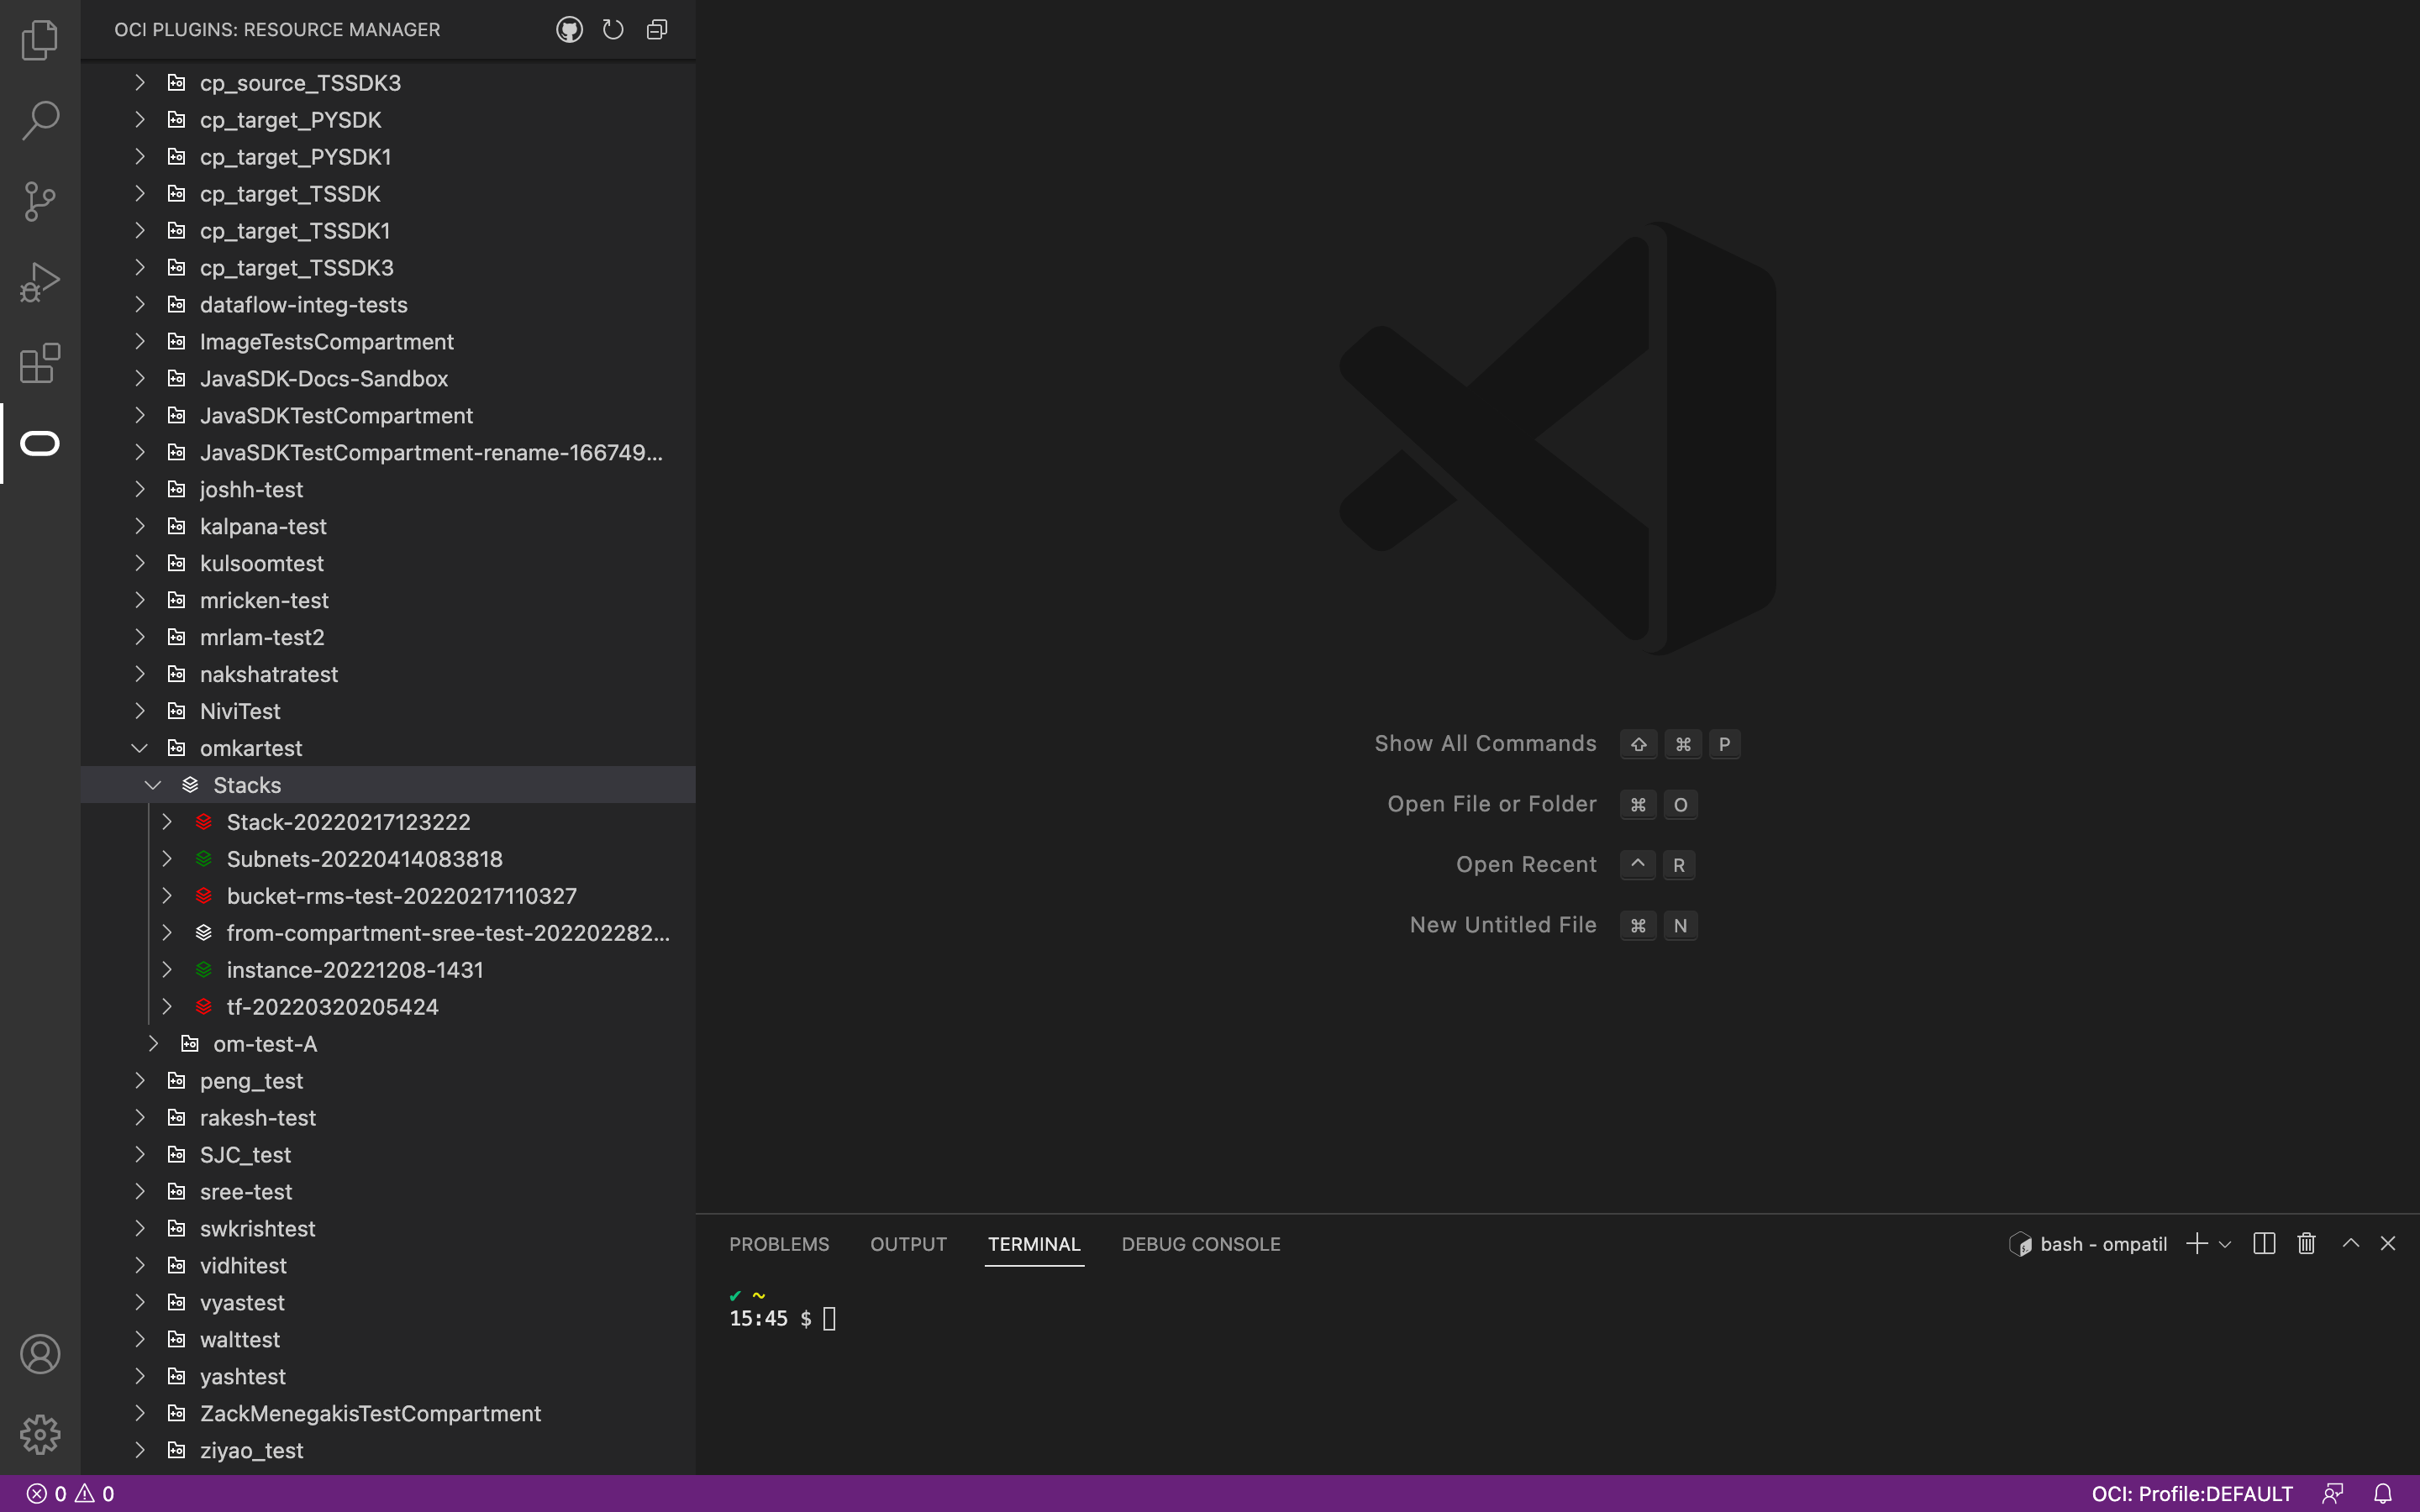 OCI PLUGINS: RESOURCE MANAGER
cp_source_TSSDK3
cp_target_PYSDK
cp_target_PYSDK1
cp_target_TSSDK
cp_target_TSSDK1
cp_target_TSSDK3
dataflow-integ-tests
ImageTestsCompartment
JavaSDK-Docs-Sandbox
JavaSDKTestCompartment
JavaSDKTestCompartment-rename-166749...
joshh-test
kalpana-test
kulsoomtest
mricken-test
mrlam-test2
nakshatratest
NiviTest
omkartest
Stacks
Stack-20220217123222
Subnets-20220414083818
bucket-rms-test-20220217110327
from-compartment-sree-test-202202282...
instance-20221208-1431
tf-20220320205424
om-test-A
peng_test
rakesh-test
SJC_test
sree-test
swkrishtest
vidhitest
vyastest
walttest
yashtest
ZackMenegakisTestCompartment
ziyao_test
Show All Commands ⇧ ⌘ P
Open File or Folder ⌘ O
Open Recent ^ R
New Untitled File ⌘ N
PROBLEMS OUTPUT TERMINAL DEBUG CONSOLE
bash - ompatil
✔ ~
15:45 $
0 0
OCI: Profile:DEFAULT